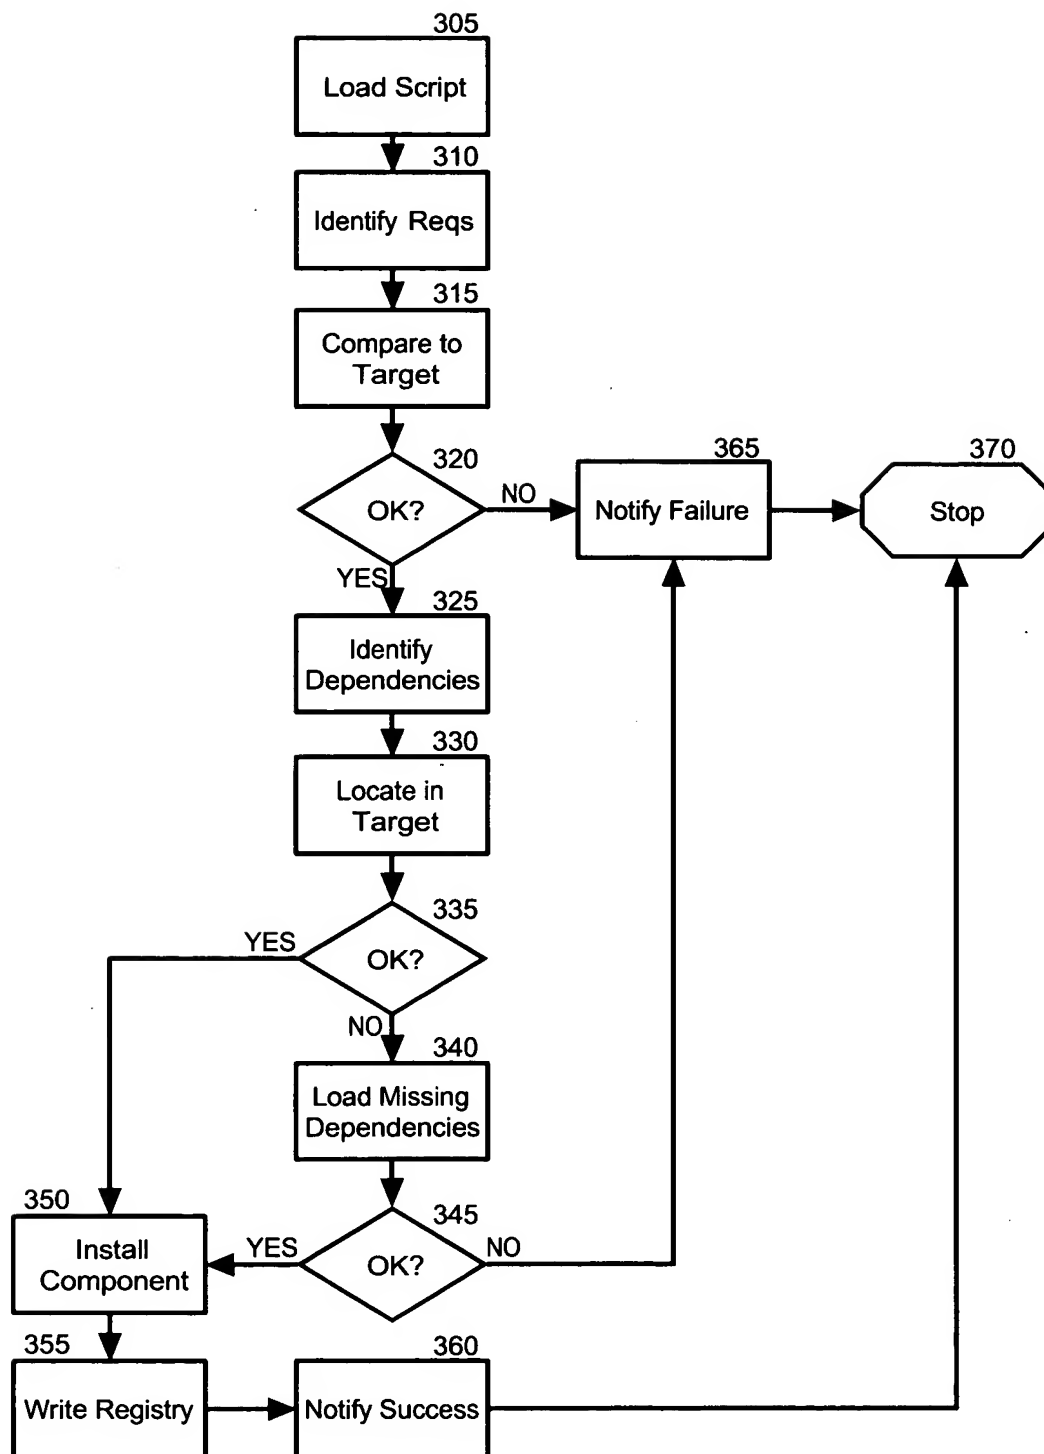 305
Load Script
310
Identify Reqs
315
Compare to
Target
320
OK?
NO
YES
365
Notify Failure
370
Stop
325
Identify
Dependencies
330
Locate in
Target
335
OK?
YES
NO
340
Load Missing
Dependencies
345
OK?
YES
NO
350
Install
Component
355
Write Registry
360
Notify Success